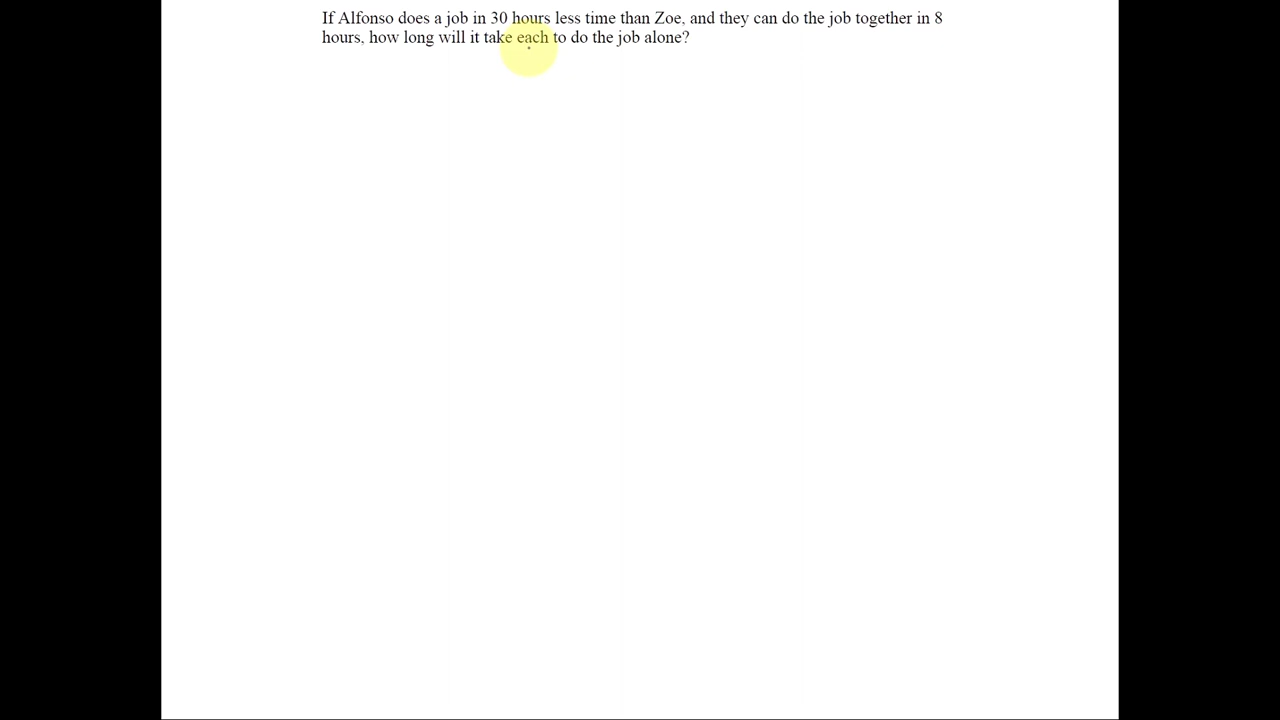 If Alfonso does a job in 30 hours less time than Zoe, and they can do the job together in 8
hours, how long will it take each to do the job alone?